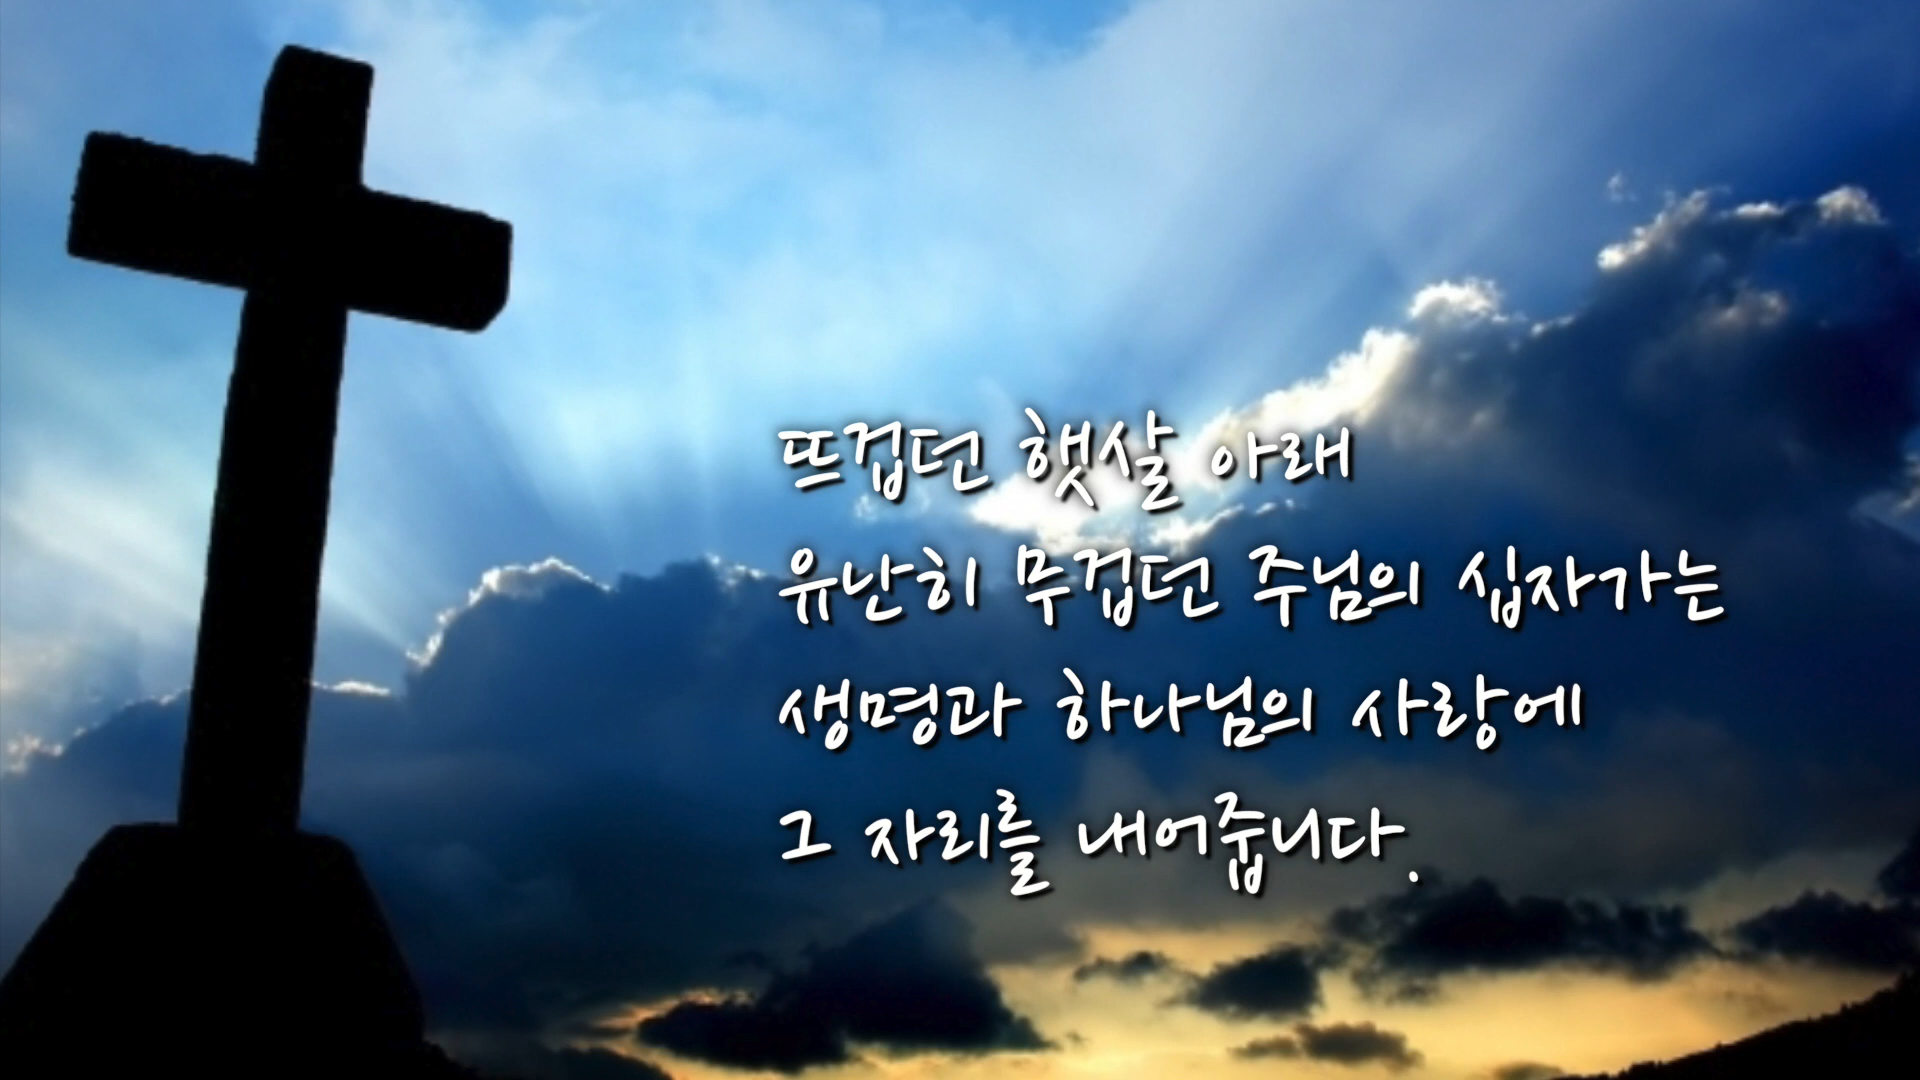 뜨겁던 햇살 아래
유난히 무겁던 주님의 십자가는
생명과 하나님의 사랑에
그 자리를 내어줍니다.